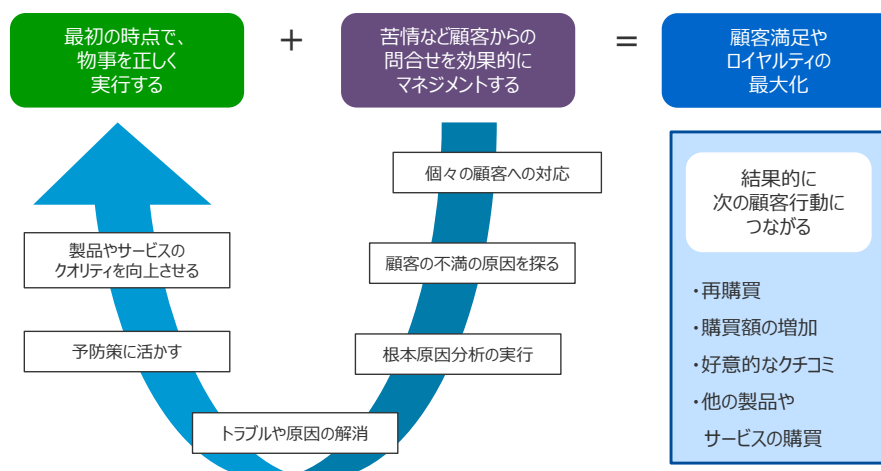 最初の時点で、
物事を正しく
実行する
+
苦情など顧客からの
問合せを効果的に
マネジメントする
=
顧客満足や
ロイヤルティの
最大化
個々の顧客への対応
顧客の不満の原因を探る
根本原因分析の実行
トラブルや原因の解消
予防策に活かす
製品やサービスの
クオリティを向上させる
結果的に
次の顧客行動に
つながる
・再購買
・購買額の増加
・好意的なクチコミ
・他の製品や
サービスの購買